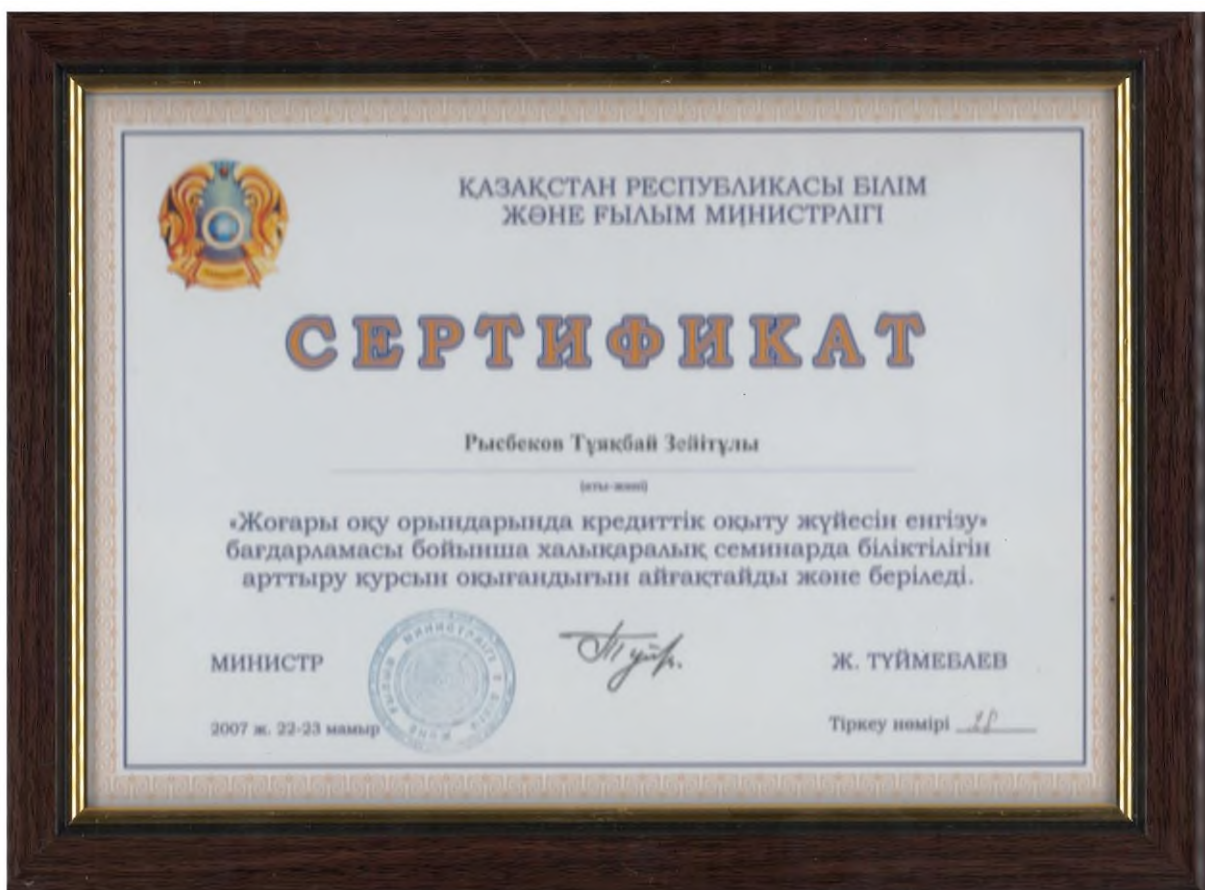 ҚАЗАҚСТАН РЕСПУБЛИКАСЫ БІЛІМ
ЖӘНЕ ҒЫЛЫМ МИНИСТРЛІГІ
СЕРТИФИКАТ
Рысбеков Тұяқбай Зейітұлы
(аты-жөні)
«Жоғары оқу орындарында кредиттік оқыту жүйесін енгізу»
бағдарламасы бойынша халықаралық семинарда біліктілігін
арттыру курсын оқығандығын айғақтайды және беріледі.
МИНИСТР
Ж. ТҮЙМЕБАЕВ
2007 ж. 22-23 мамыр
Тіркеу нөмірі